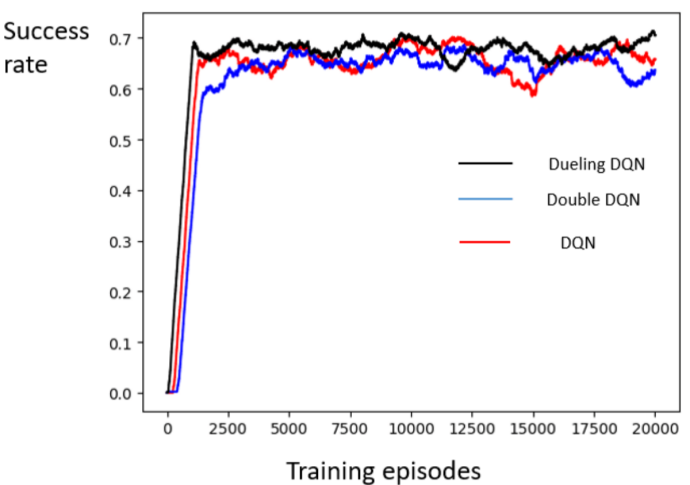 Success
rate
0.7
0.6
0.5
0.4
0.3
0.2
0.1
0.0
Dueling DQN
Double DQN
DQN
0 2500 5000 7500 10000 12500 15000 17500 20000
Training episodes